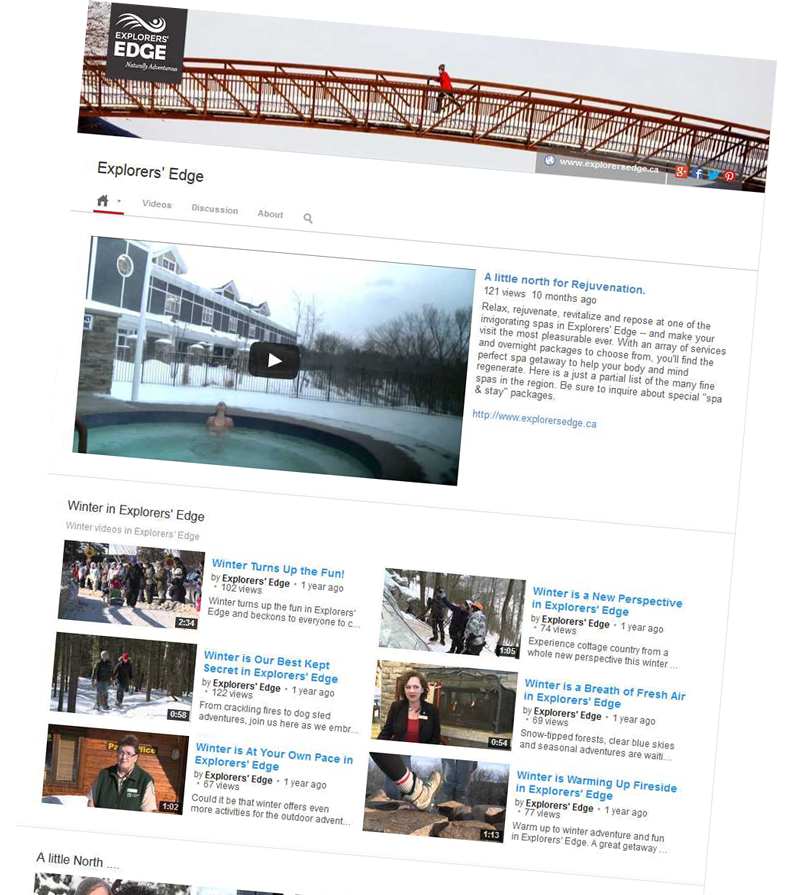 EXPLORERS'
EDGE
Naturally Adventurous
www.explorersedge.ca
Explorers' Edge
Videos
Discussion
About
A little north for Rejuvenation.
121 views 10 months ago
Relax, rejuvenate, revitalize and repose at one of the
invigorating spas in Explorers' Edge -- and make your
visit the most pleasurable ever. With an array of services
and overnight packages to choose from, you'll find the
perfect spa getaway to help your body and mind
regenerate. Here is a just a partial list of the many fine
spas in the region. Be sure to inquire about special "spa
& stay" packages.
http://www.explorersedge.ca
Winter in Explorers' Edge
Winter videos in Explorers' Edge
2:34
Winter Turns Up the Fun!
by Explorers' Edge • 1 year ago
• 102 views
Winter turns up the fun in Explorers'
Edge and beckons to everyone to c...
1:05
Winter is a New Perspective
in Explorers' Edge
by Explorers' Edge • 1 year ago
• 74 views
Experience cottage country from a
whole new perspective this winter ...
0:58
Winter is Our Best Kept
Secret in Explorers' Edge
by Explorers' Edge • 1 year ago
• 122 views
From crackling fires to dog sled
adventures, join us here as we embr...
0:54
Winter is a Breath of Fresh Air
in Explorers' Edge
by Explorers' Edge • 1 year ago
• 69 views
Snow-tipped forests, clear blue skies
and seasonal adventures are waiti...
Office
1:02
Winter is At Your Own Pace in
Explorers' Edge
by Explorers' Edge • 1 year ago
• 67 views
Could it be that winter offers even
more activities for the outdoor advent...
1:13
Winter is Warming Up Fireside
in Explorers' Edge
by Explorers' Edge • 1 year ago
• 77 views
Warm up to winter adventure and fun
in Explorers' Edge. A great getaway ...
A little North ....